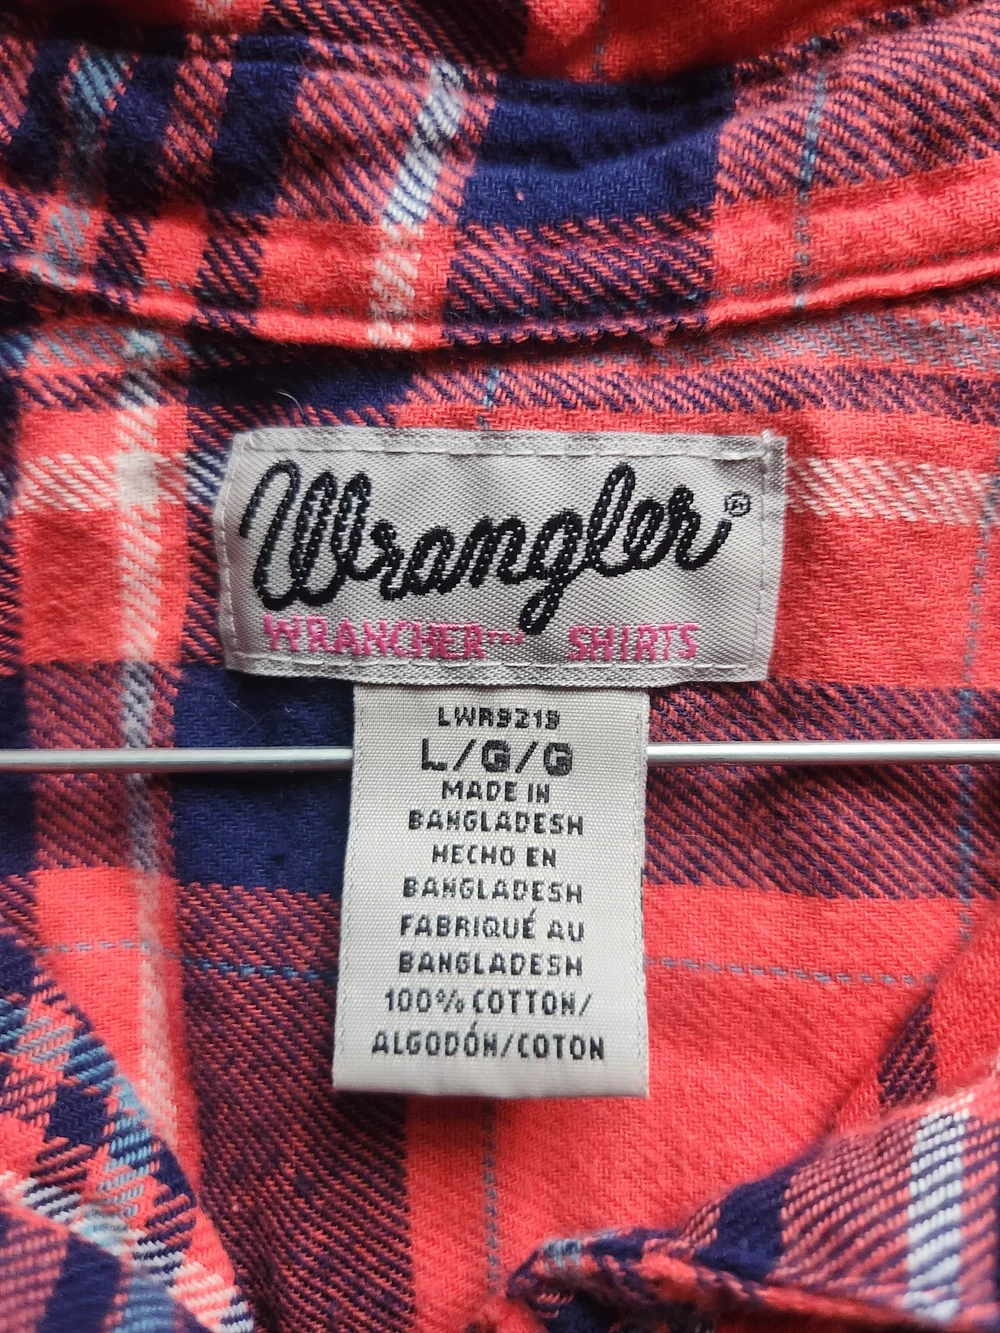 Wrangler®
WRANCHER™ SHIRTS
LWR9219
L/G/G
MADE IN
BANGLADESH
HECHO EN
BANGLADESH
FABRIQUÉ AU
BANGLADESH
100% COTTON/
ALGODÓN/COTON